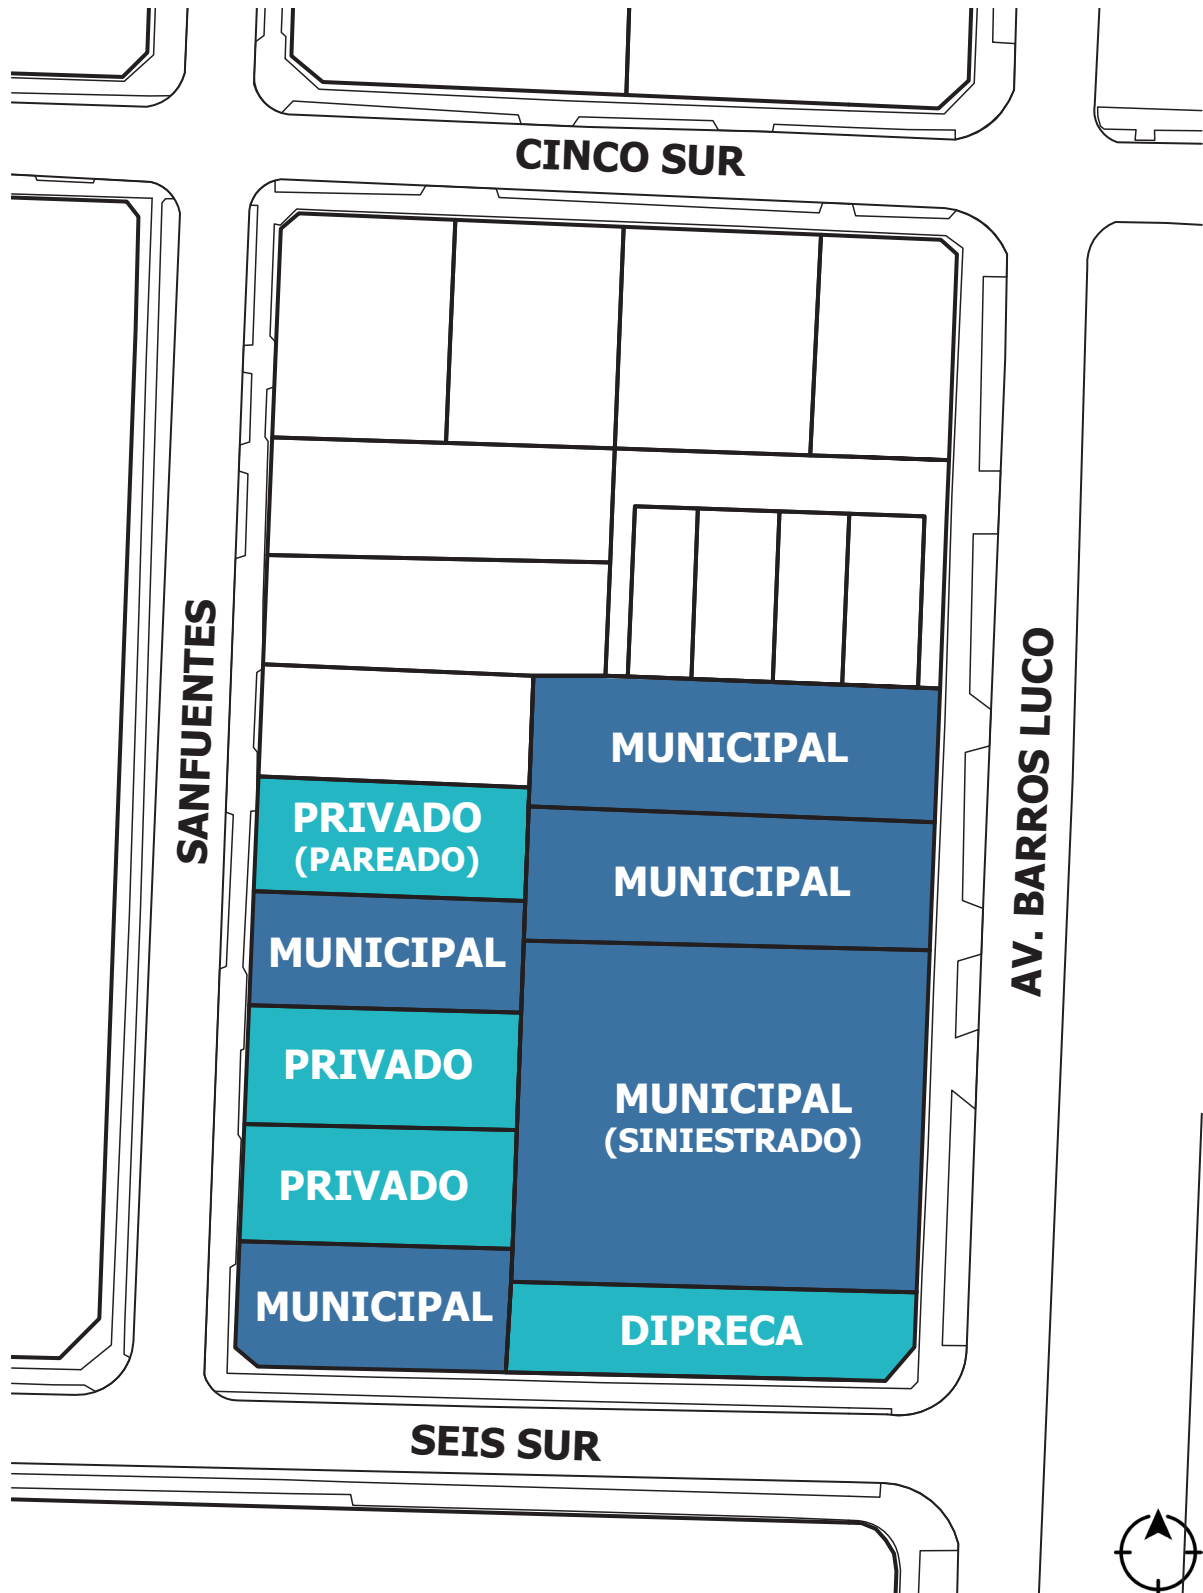 CINCO SUR
SANFUENTES
AV. BARROS LUCO
MUNICIPAL
PRIVADO
(PAREADO)
MUNICIPAL
MUNICIPAL
PRIVADO
MUNICIPAL
(SINIESTRADO)
PRIVADO
MUNICIPAL
DIPRECA
SEIS SUR